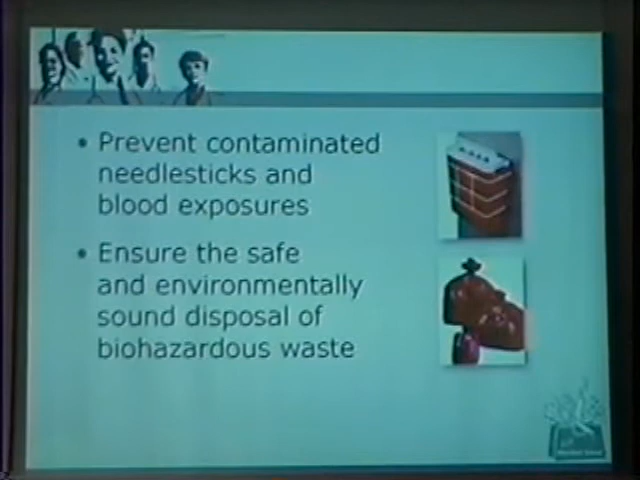 • Prevent contaminated
needlesticks and
blood exposures
• Ensure the safe
and environmentally
sound disposal of
biohazardous waste